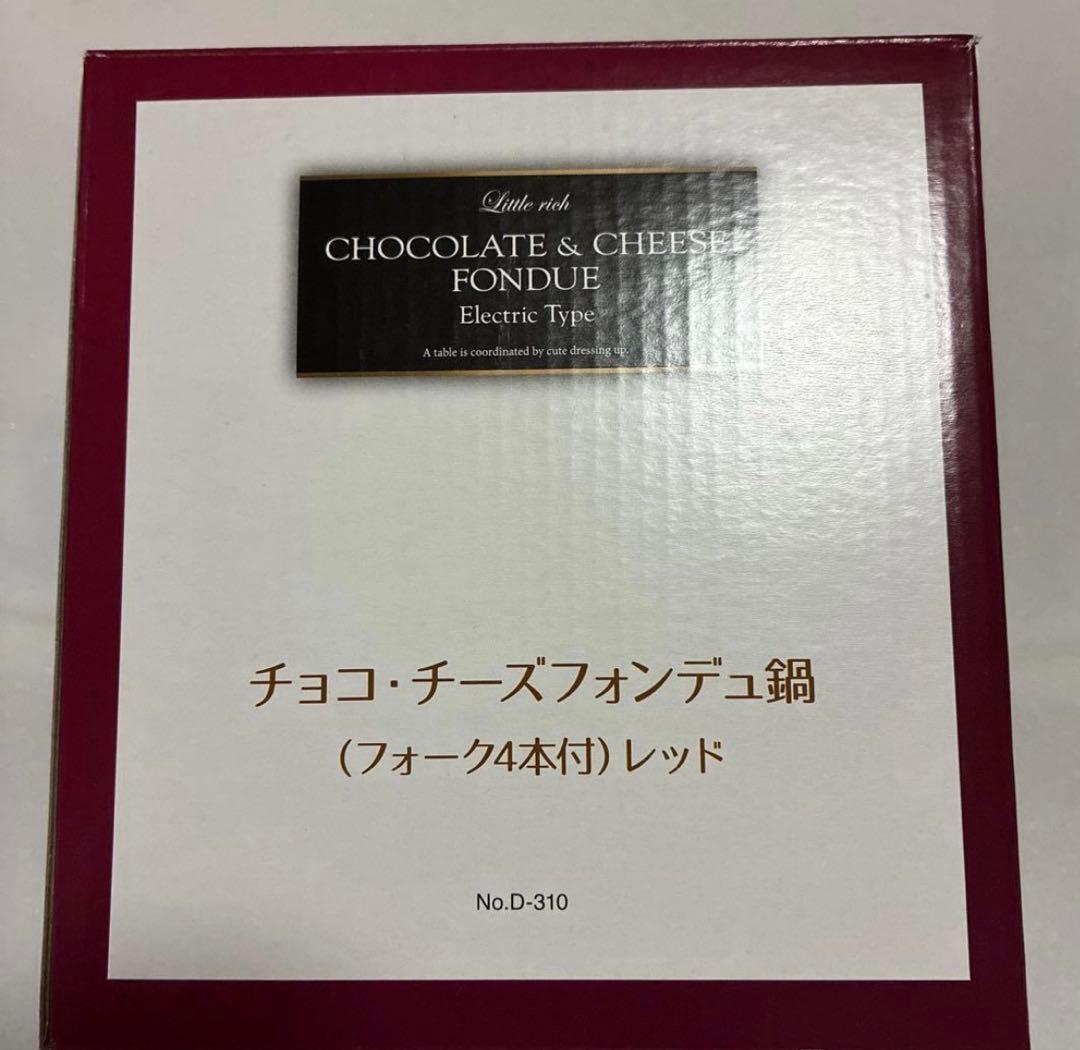 Little rich
CHOCOLATE & CHEESE
FONDUE
Electric Type
A table is coordinated by cute dressing up.
チョコ・チーズフォンデュ鍋
(フォーク4本付)レッド
No.D-310